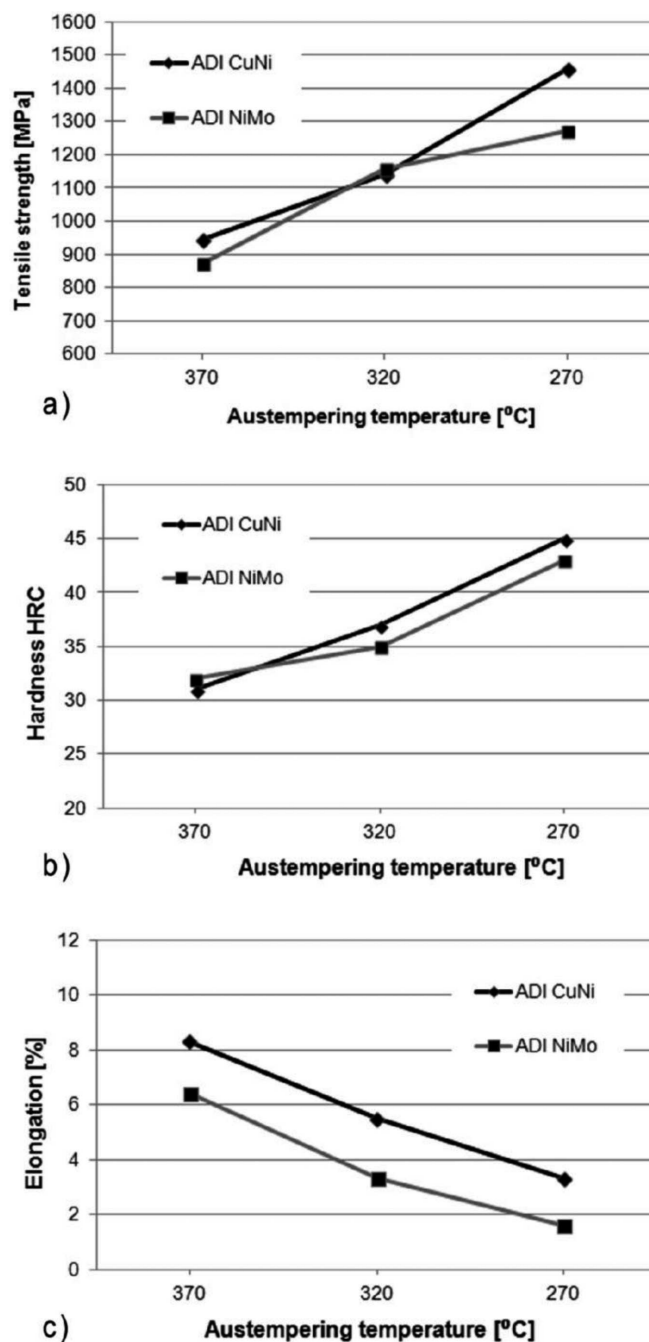 Tensile strength [MPa]
1600
1500
1400
1300
1200
1100
1000
900
800
700
600
ADI CuNi
ADI NiMo
370 320 270
Austempering temperature [⁰C]
a)
Hardness HRC
50
45
40
35
30
25
20
ADI CuNi
ADI NiMo
370 320 270
Austempering temperature [⁰C]
b)
Elongation [%]
12
10
8
6
4
2
0
ADI CuNi
ADI NiMo
370 320 270
Austempering temperature [⁰C]
c)